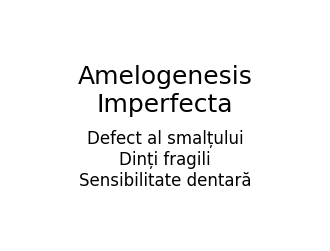 Amelogenesis
Imperfecta
Defect al smalțului
Dinți fragili
Sensibilitate dentară